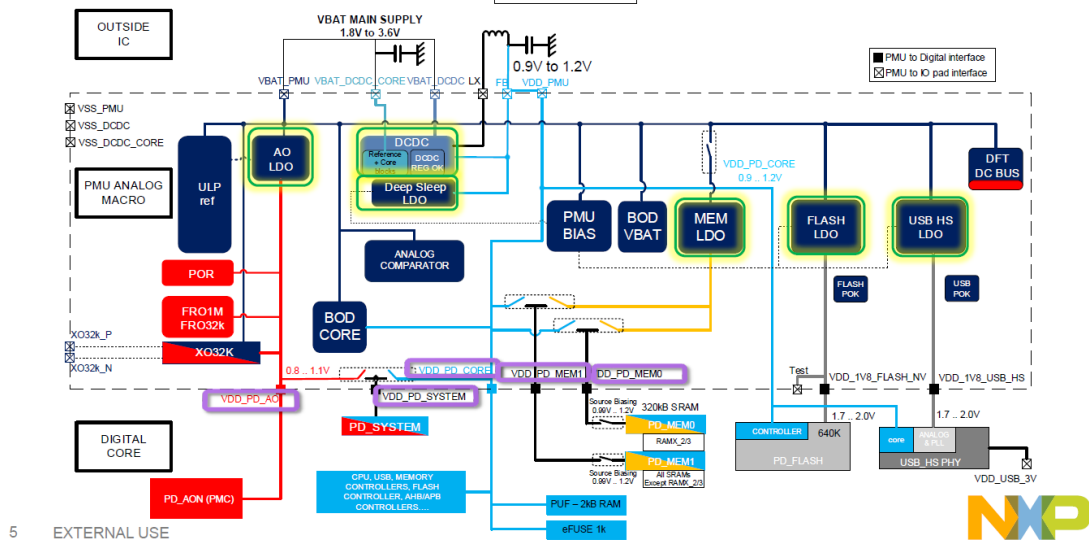 OUTSIDE
IC
VBAT MAIN SUPPLY
1.8V to 3.6V
0.9V to 1.2V
PMU to Digital interface
PMU to IO pad interface
VBAT_PMU
VBAT_DCDC_CORE
VBAT_DCDC
LX
FB
VDD_PMU
VSS_PMU
VSS_DCDC
VSS_DCDC_CORE
PMU ANALOG
MACRO
ULP
ref
AO
LDO
DCDC
Reference
+ Core
blocks
DCDC
REG OK
Deep Sleep
LDO
VDD_PD_CORE
0.9 .. 1.2V
DFT
DC BUS
PMU
BIAS
BOD
VBAT
MEM
LDO
FLASH
LDO
USB HS
LDO
ANALOG
COMPARATOR
POR
FLASH
POK
USB
POK
FRO1M
FRO32k
BOD
CORE
XO32k_P
XO32K
XO32k_N
0.8 .. 1.1V
VDD_PD_CORE
VDD_PD_MEM1
DD_PD_MEM0
Test
VDD_1V8_FLASH_NV
VDD_1V8_USB_HS
VDD_PD_AO
VDD_PD_SYSTEM
DIGITAL
CORE
PD_SYSTEM
Source Biasing
0.99V .. 1.2V
320kB SRAM
PD_MEM0
RAMX_2/3
1.7 .. 2.0V
1.7 .. 2.0V
CONTROLLER
640K
PD_FLASH
core
ANALOG
& PLL
USB_HS PHY
Source Biasing
0.99V .. 1.2V
PD_MEM1
All SRAMs
Except RAMX_2/3
VDD_USB_3V
PD_AON (PMC)
CPU, USB, MEMORY
CONTROLLERS, FLASH
CONTROLLER, AHB/APB
CONTROLLERS....
PUF – 2kB RAM
eFUSE 1k
5 EXTERNAL USE
NXP